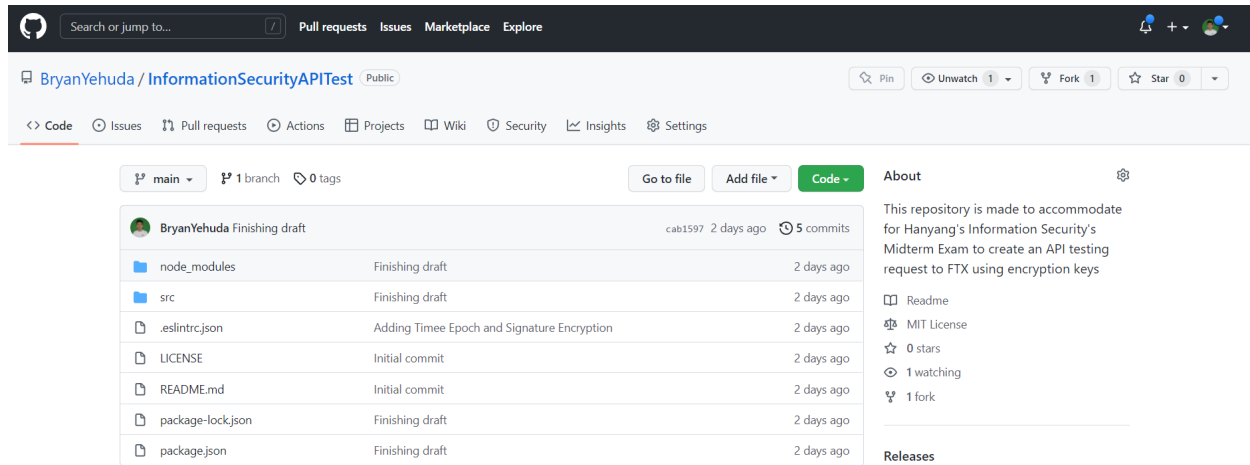 Search or jump to... / Pull requests Issues Marketplace Explore
BryanYehuda / InformationSecurityAPITest Public Pin Unwatch 1 Fork 1 Star 0
<> Code Issues Pull requests Actions Projects Wiki Security Insights Settings
main 1 branch 0 tags Go to file Add file Code
BryanYehuda Finishing draft cab1597 2 days ago 5 commits
node_modules Finishing draft 2 days ago
src Finishing draft 2 days ago
.eslintrc.json Adding Timee Epoch and Signature Encryption 2 days ago
LICENSE Initial commit 2 days ago
README.md Initial commit 2 days ago
package-lock.json Finishing draft 2 days ago
package.json Finishing draft 2 days ago
About
This repository is made to accommodate
for Hanyang's Information Security's
Midterm Exam to create an API testing
request to FTX using encryption keys
Readme
MIT License
0 stars
1 watching
1 fork
Releases